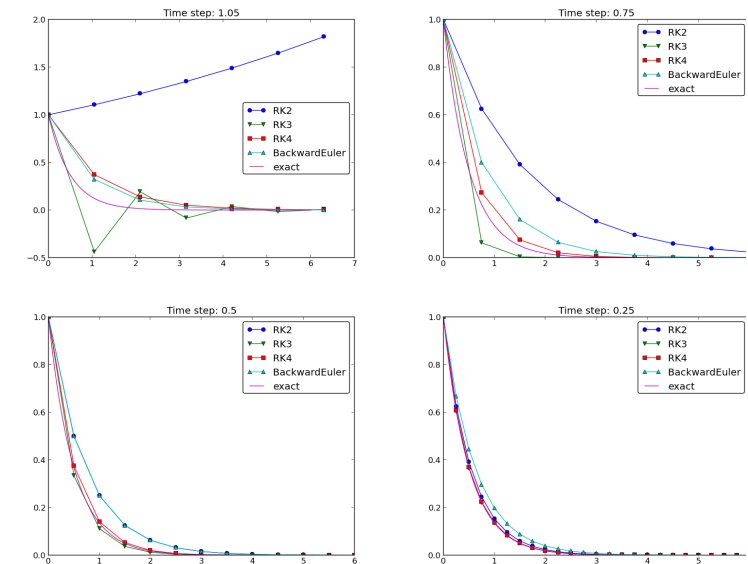 Time step: 1.05
2.0
1.5
1.0
0.5
0.0
−0.5
0 1 2 3 4 5 6 7
RK2
RK3
RK4
BackwardEuler
exact
Time step: 0.75
1.0
0.8
0.6
0.4
0.2
0.0
0 1 2 3 4 5
RK2
RK3
RK4
BackwardEuler
exact
Time step: 0.5
1.0
0.8
0.6
0.4
0.2
0.0
0 1 2 3 4 5 6
RK2
RK3
RK4
BackwardEuler
exact
Time step: 0.25
1.0
0.8
0.6
0.4
0.2
0.0
0 1 2 3 4 5
RK2
RK3
RK4
BackwardEuler
exact